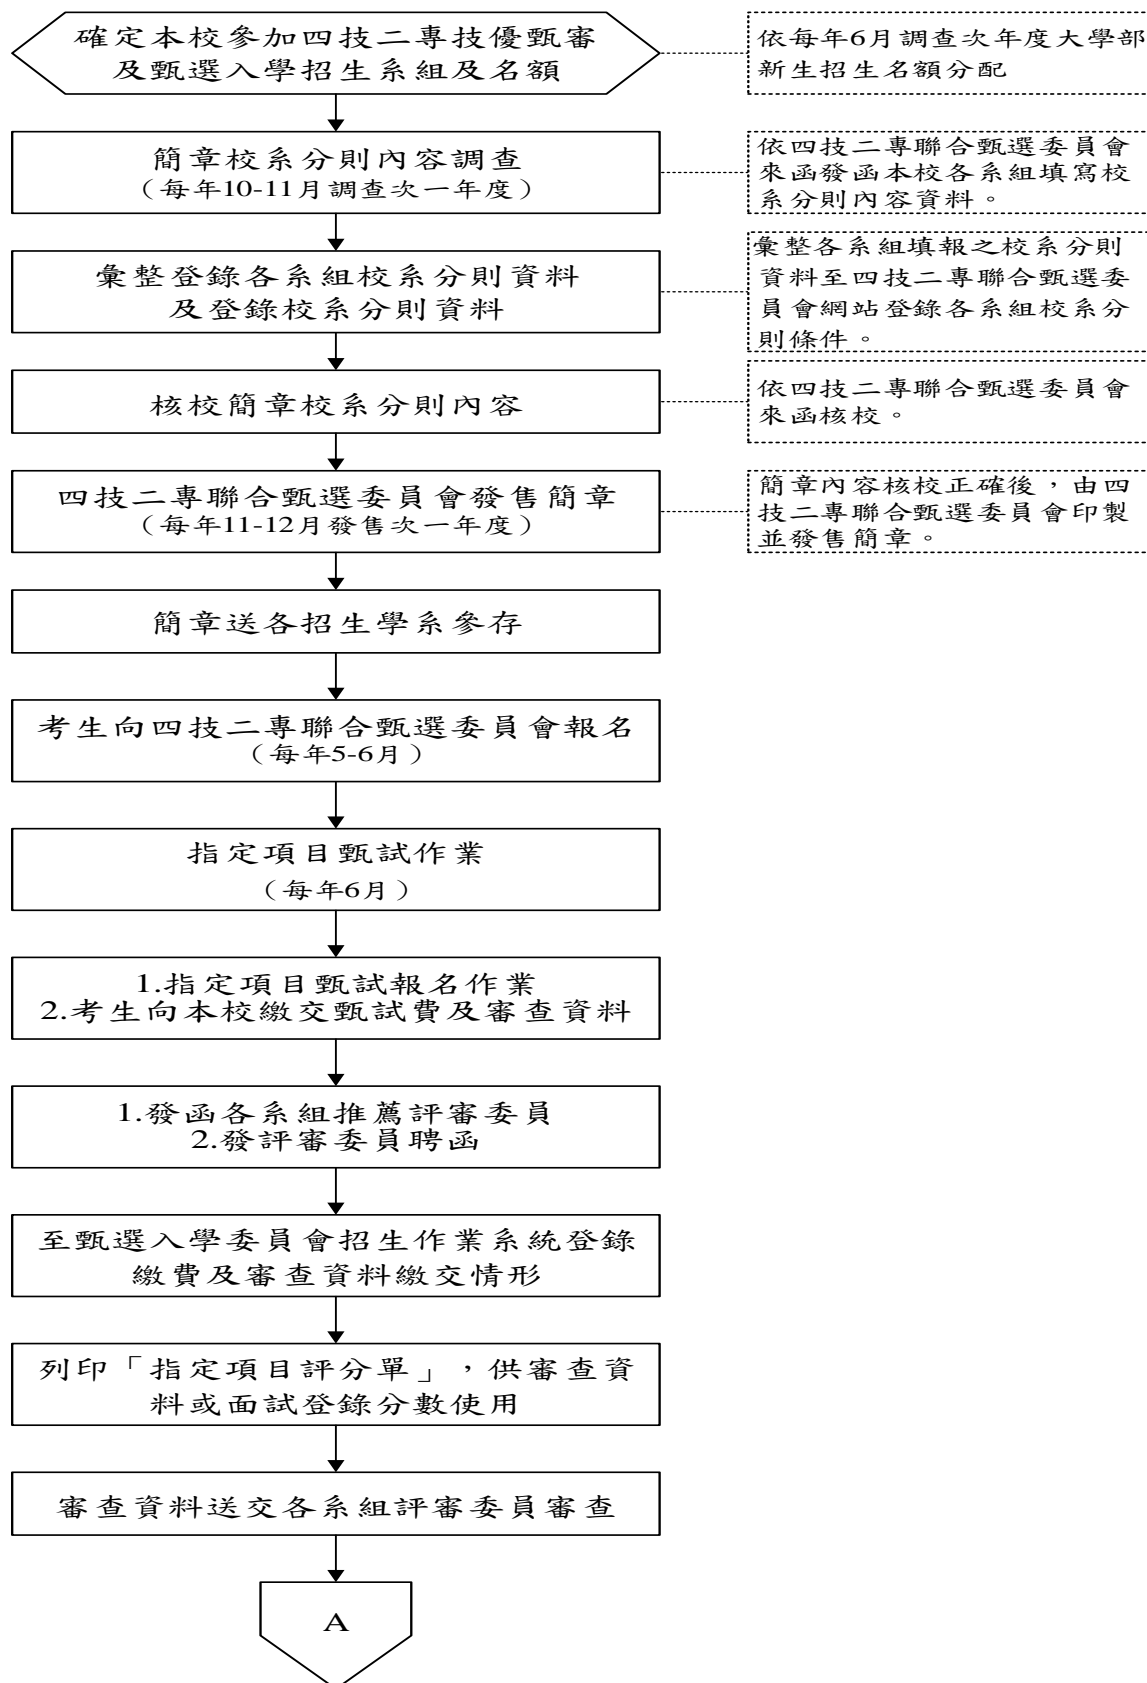 確定本校參加四技二專技優甄審
及甄選入學招生系組及名額
依每年6月調查次年度大學部
新生招生名額分配
簡章校系分則內容調查
（每年10-11月調查次一年度）
依四技二專聯合甄選委員會
來函發函本校各系組填寫校
系分則內容資料。
彙整登錄各系組校系分則資料
及登錄校系分則資料
彙整各系組填報之校系分則
資料至四技二專聯合甄選委
員會網站登錄各系組校系分
則條件。
核校簡章校系分則內容
依四技二專聯合甄選委員會
來函核校。
四技二專聯合甄選委員會發售簡章
（每年11-12月發售次一年度）
簡章內容核校正確後，由四
技二專聯合甄選委員會印製
並發售簡章。
簡章送各招生學系參存
考生向四技二專聯合甄選委員會報名
（每年5-6月）
指定項目甄試作業
（每年6月）
1.指定項目甄試報名作業
2.考生向本校繳交甄試費及審查資料
1.發函各系組推薦評審委員
2.發評審委員聘函
至甄選入學委員會招生作業系統登錄
繳費及審查資料繳交情形
列印「指定項目評分單」，供審查資
料或面試登錄分數使用
審查資料送交各系組評審委員審查
A